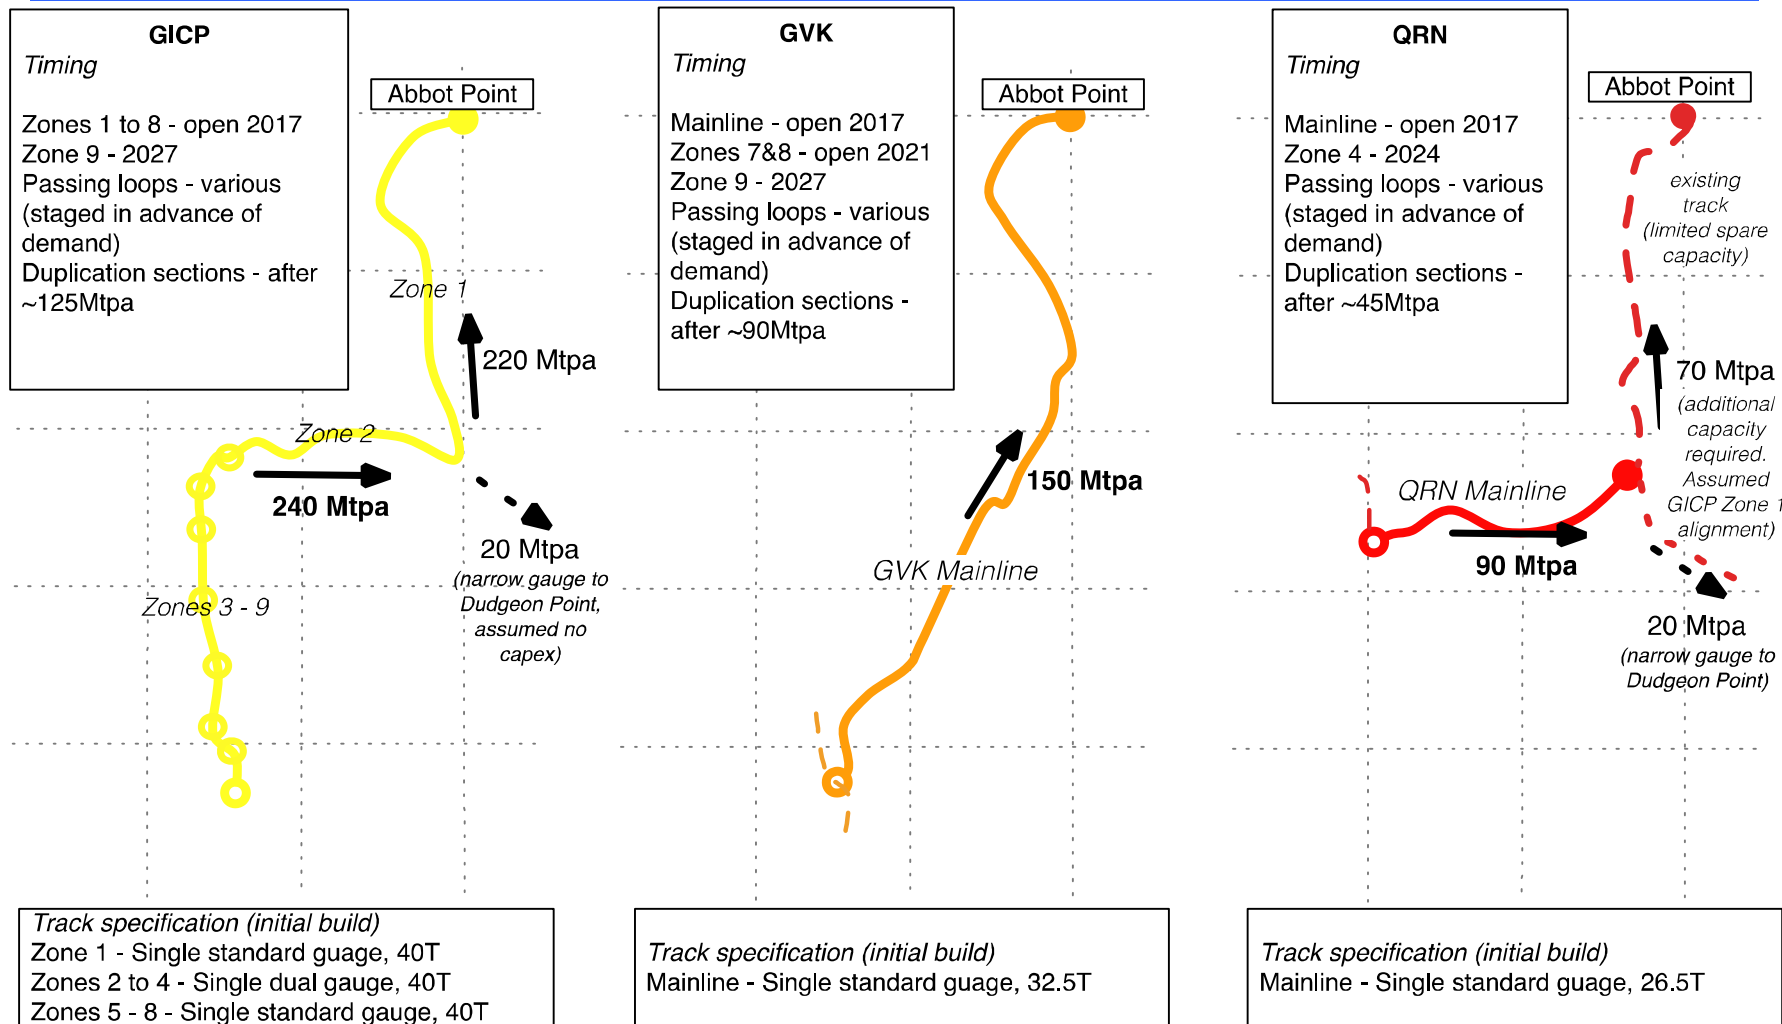 GICP
Timing
Zones 1 to 8 - open 2017
Zone 9 - 2027
Passing loops - various
(staged in advance of
demand)
Duplication sections - after
~125Mtpa
Abbot Point
Zone 1
220 Mtpa
Zone 2
240 Mtpa
20 Mtpa
(narrow gauge to
Dudgeon Point,
assumed no
capex)
Zones 3 - 9
Track specification (initial build)
Zone 1 - Single standard guage, 40T
Zones 2 to 4 - Single dual gauge, 40T
Zones 5 - 8 - Single standard gauge, 40T
GVK
Timing
Mainline - open 2017
Zones 7&8 - open 2021
Zone 9 - 2027
Passing loops - various
(staged in advance of
demand)
Duplication sections -
after ~90Mtpa
Abbot Point
150 Mtpa
GVK Mainline
Track specification (initial build)
Mainline - Single standard guage, 32.5T
QRN
Timing
Mainline - open 2017
Zone 4 - 2024
Passing loops - various
(staged in advance of
demand)
Duplication sections -
after ~45Mtpa
Abbot Point
existing
track
(limited spare
capacity)
70 Mtpa
(additional
capacity
required.
Assumed
GICP Zone 1
alignment)
QRN Mainline
90 Mtpa
20 Mtpa
(narrow gauge to
Dudgeon Point)
Track specification (initial build)
Mainline - Single standard guage, 26.5T